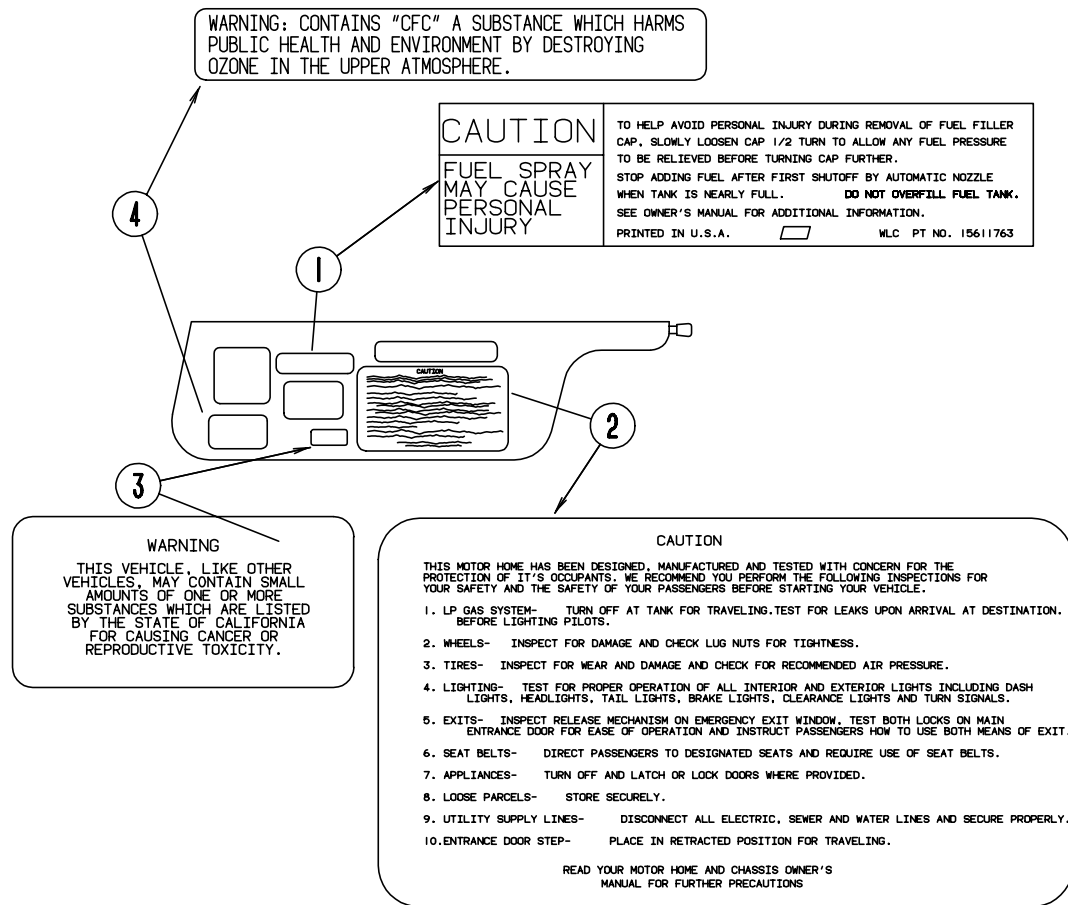 WARNING: CONTAINS "CFC" A SUBSTANCE WHICH HARMS
PUBLIC HEALTH AND ENVIRONMENT BY DESTROYING
OZONE IN THE UPPER ATMOSPHERE.
CAUTION
FUEL SPRAY
MAY CAUSE
PERSONAL
INJURY
TO HELP AVOID PERSONAL INJURY DURING REMOVAL OF FUEL FILLER
CAP, SLOWLY LOOSEN CAP 1/2 TURN TO ALLOW ANY FUEL PRESSURE
TO BE RELIEVED BEFORE TURNING CAP FURTHER.
STOP ADDING FUEL AFTER FIRST SHUTOFF BY AUTOMATIC NOZZLE
WHEN TANK IS NEARLY FULL. DO NOT OVERFILL FUEL TANK.
SEE OWNER'S MANUAL FOR ADDITIONAL INFORMATION.
PRINTED IN U.S.A. WLC PT NO. 15611763
4
1
CAUTION
2
3
WARNING
THIS VEHICLE, LIKE OTHER
VEHICLES, MAY CONTAIN SMALL
AMOUNTS OF ONE OR MORE
SUBSTANCES WHICH ARE LISTED
BY THE STATE OF CALIFORNIA
FOR CAUSING CANCER OR
REPRODUCTIVE TOXICITY.
CAUTION
THIS MOTOR HOME HAS BEEN DESIGNED, MANUFACTURED AND TESTED WITH CONCERN FOR THE
PROTECTION OF IT'S OCCUPANTS. WE RECOMMEND YOU PERFORM THE FOLLOWING INSPECTIONS FOR
YOUR SAFETY AND THE SAFETY OF YOUR PASSENGERS BEFORE STARTING YOUR VEHICLE.
1. LP GAS SYSTEM- TURN OFF AT TANK FOR TRAVELING.TEST FOR LEAKS UPON ARRIVAL AT DESTINATION.
BEFORE LIGHTING PILOTS.
2. WHEELS- INSPECT FOR DAMAGE AND CHECK LUG NUTS FOR TIGHTNESS.
3. TIRES- INSPECT FOR WEAR AND DAMAGE AND CHECK FOR RECOMMENDED AIR PRESSURE.
4. LIGHTING- TEST FOR PROPER OPERATION OF ALL INTERIOR AND EXTERIOR LIGHTS INCLUDING DASH
LIGHTS, HEADLIGHTS, TAIL LIGHTS, BRAKE LIGHTS, CLEARANCE LIGHTS AND TURN SIGNALS.
5. EXITS- INSPECT RELEASE MECHANISM ON EMERGENCY EXIT WINDOW, TEST BOTH LOCKS ON MAIN
ENTRANCE DOOR FOR EASE OF OPERATION AND INSTRUCT PASSENGERS HOW TO USE BOTH MEANS OF EXIT.
6. SEAT BELTS- DIRECT PASSENGERS TO DESIGNATED SEATS AND REQUIRE USE OF SEAT BELTS.
7. APPLIANCES- TURN OFF AND LATCH OR LOCK DOORS WHERE PROVIDED.
8. LOOSE PARCELS- STORE SECURELY.
9. UTILITY SUPPLY LINES- DISCONNECT ALL ELECTRIC, SEWER AND WATER LINES AND SECURE PROPERLY.
10.ENTRANCE DOOR STEP- PLACE IN RETRACTED POSITION FOR TRAVELING.
READ YOUR MOTOR HOME AND CHASSIS OWNER'S
MANUAL FOR FURTHER PRECAUTIONS